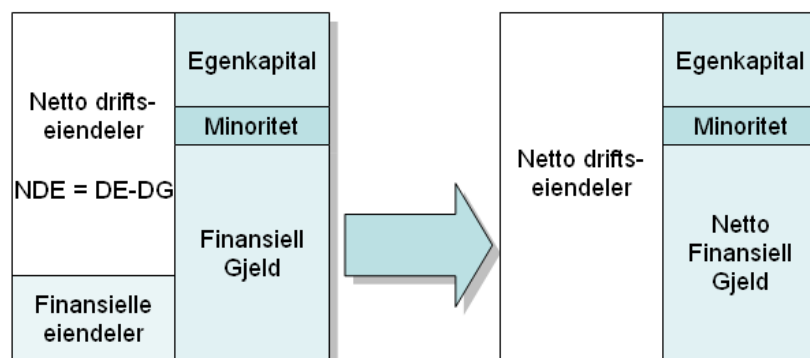 Netto drifts-
eiendeler
NDE = DE-DG
Finansielle
eiendeler
Egenkapital
Minoritet
Finansiell
Gjeld
Netto drifts-
eiendeler
Egenkapital
Minoritet
Netto
Finansiell
Gjeld